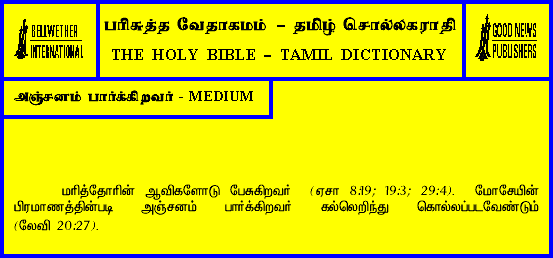 BELLWETHER
INTERNATIONAL
பரிசுத்த வேதாகமம் – தமிழ் சொல்லகராதி
THE HOLY BIBLE – TAMIL DICTIONARY
GOOD NEWS
PUBLISHERS
அஞ்சனம் பார்க்கிறவர் - MEDIUM
மரித்தோரின் ஆவிகளோடு பேசுகிறவர் (ஏசா 8:19; 19:3; 29:4). மோசேயின்
பிரமாணத்தின்படி அஞ்சனம் பார்க்கிறவர் கல்லெறிந்து கொல்லப்படவேண்டும்
(லேவி 20:27).